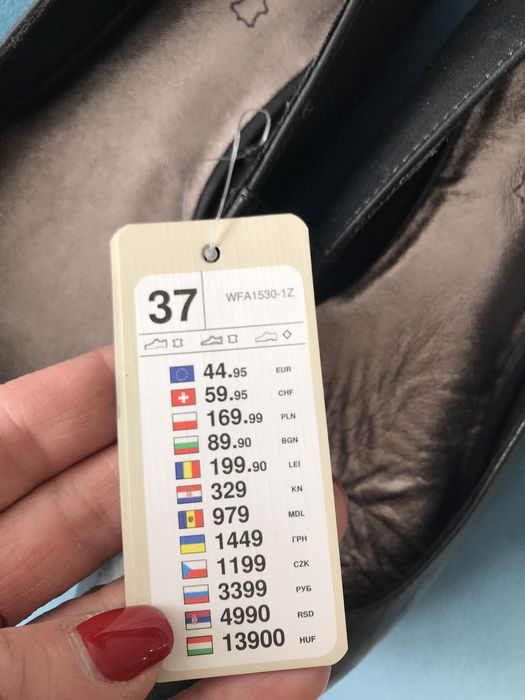 37 WFA1530-1Z
44.95 EUR
59.95 CHF
169.99 PLN
89.90 BGN
199.90 LEI
329 KN
979 MDL
1449 ГРН
1199 CZK
3399 РУБ
4990 RSD
13900 HUF